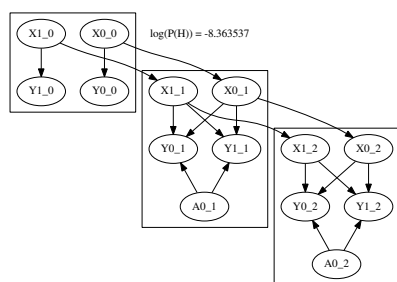 X1_0 X0_0 log(P(H)) = -8.363537
Y1_0 Y0_0
X1_1 X0_1
Y0_1 Y1_1
X1_2 X0_2
A0_1
Y0_2 Y1_2
A0_2